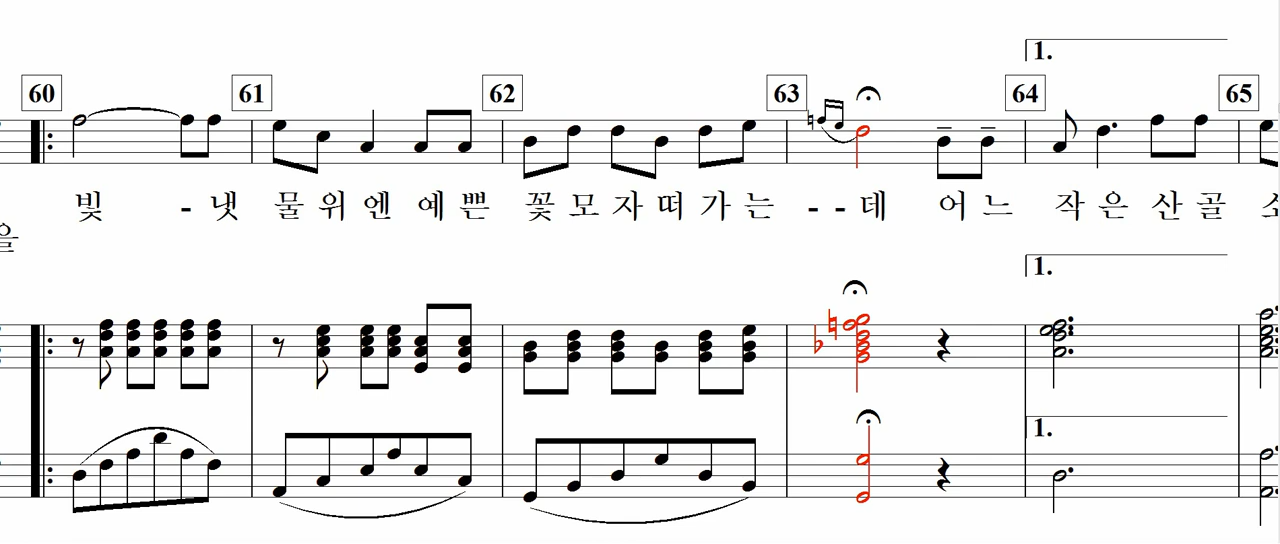 1.
60 61 62 63 64 65
빛 - 냇 물 위 엔 예 쁜 꽃 모 자 떠 가 는 - - 데 어 느 작 은 산 골
을
1.
1.